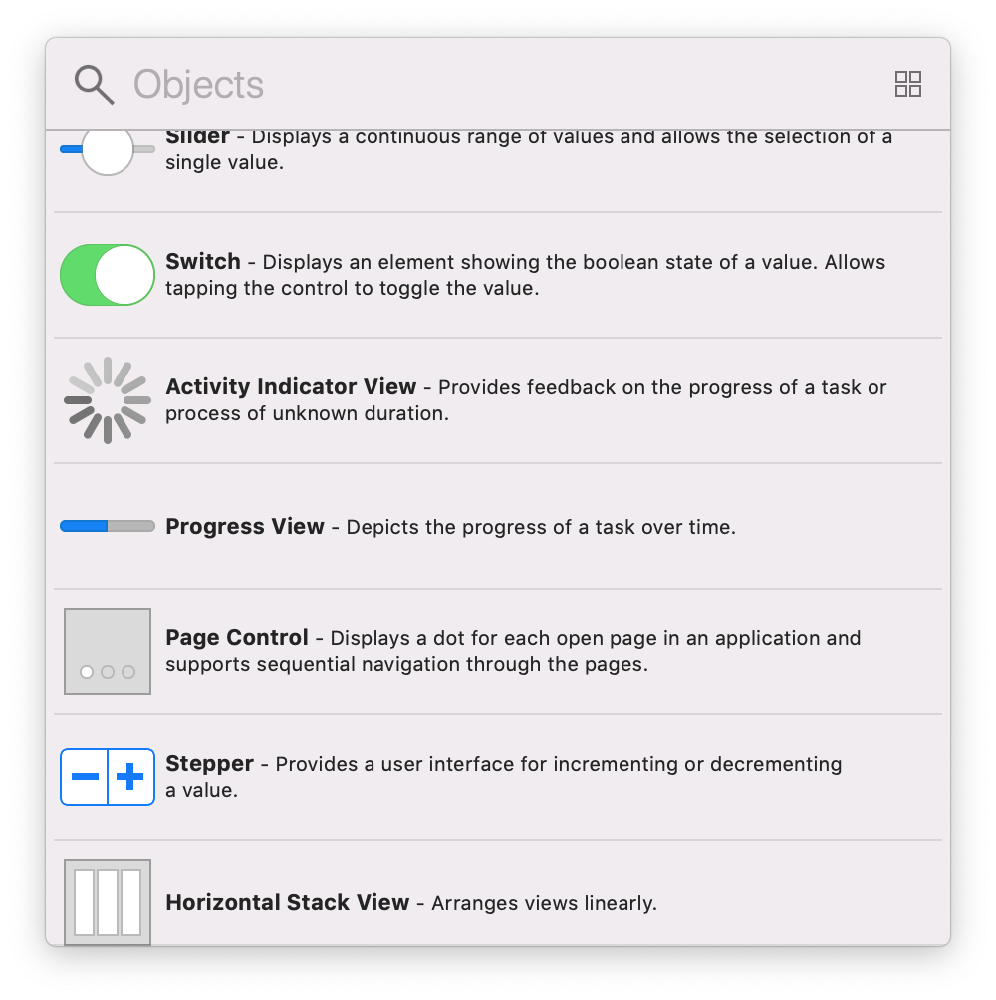 Objects
Slider - Displays a continuous range of values and allows the selection of a
single value.
Switch - Displays an element showing the boolean state of a value. Allows
tapping the control to toggle the value.
Activity Indicator View - Provides feedback on the progress of a task or
process of unknown duration.
Progress View - Depicts the progress of a task over time.
Page Control - Displays a dot for each open page in an application and
supports sequential navigation through the pages.
Stepper - Provides a user interface for incrementing or decrementing
a value.
Horizontal Stack View - Arranges views linearly.